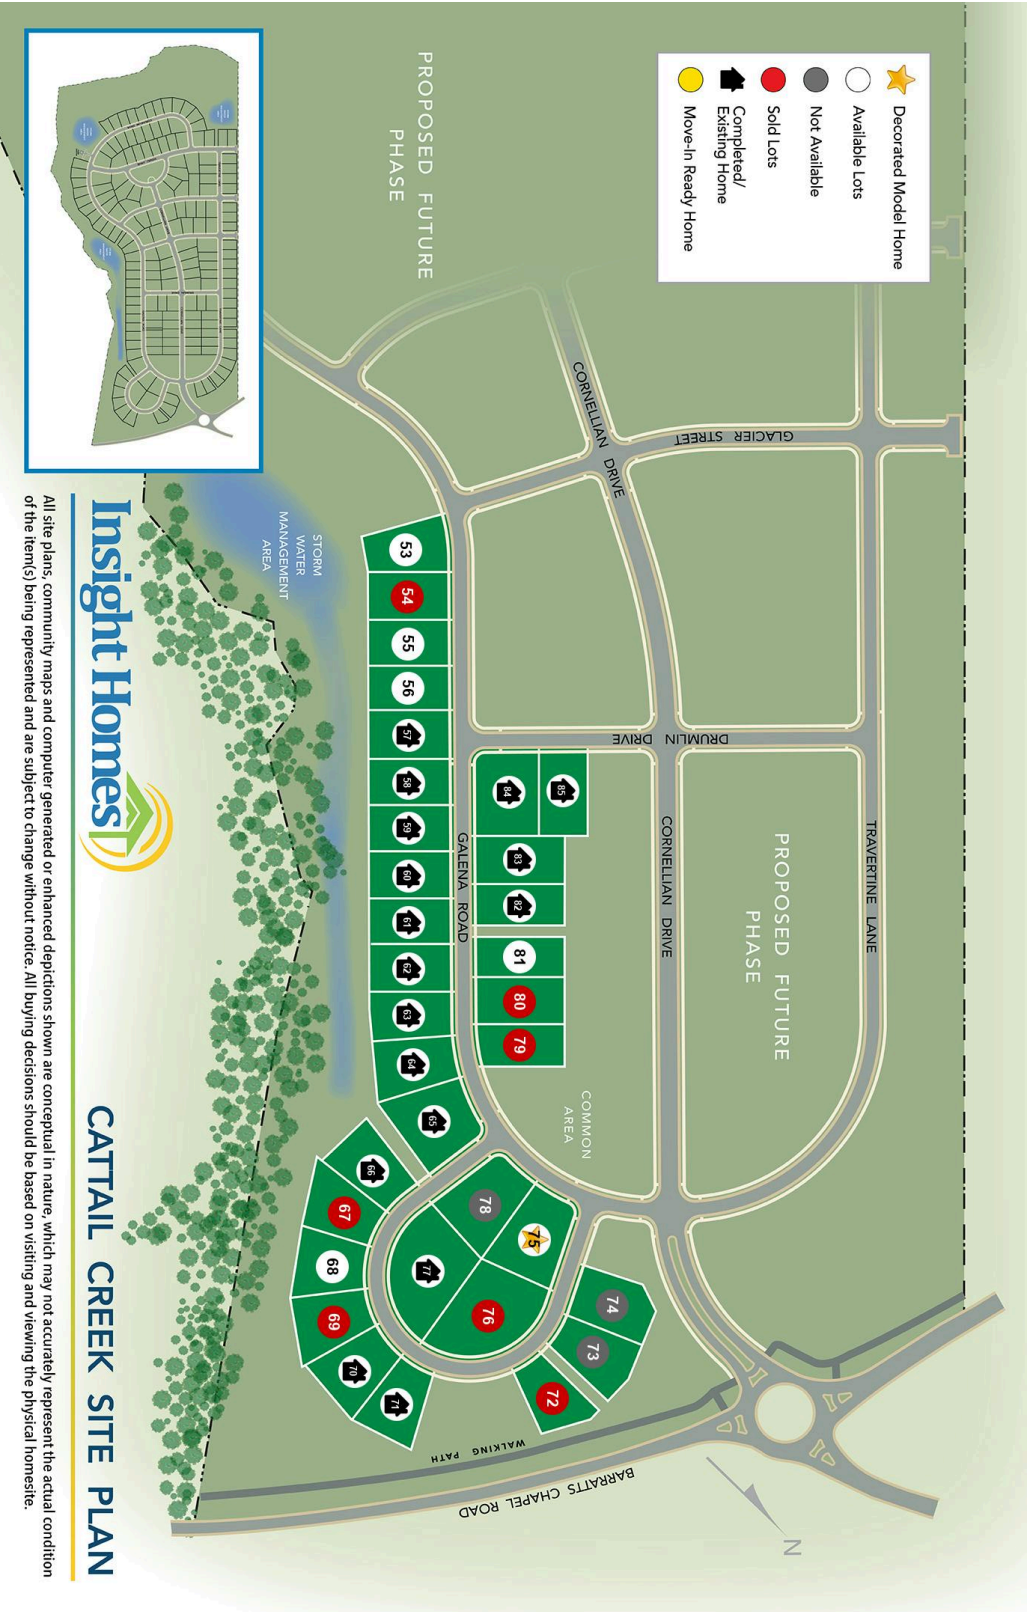 Decorated Model Home
Available Lots
Not Available
Sold Lots
Completed/
Existing Home
Move-In Ready Home
PROPOSED FUTURE
PHASE
CORNELLIAN DRIVE
GLACIER STREET
TRAVERTINE LANE
DRUMLIN DRIVE
CORNELLIAN DRIVE
PROPOSED FUTURE
PHASE
GALENA ROAD
COMMON
AREA
STORM
WATER
MANAGEMENT
AREA
53
54
55
56
57
58
59
60
61
62
63
64
65
66
67
68
69
70
71
72
73
74
75
76
77
78
79
80
81
82
83
84
85
WALKING PATH
BARRATTS CHAPEL ROAD
N
Insight Homes
CATTAIL CREEK SITE PLAN
All site plans, community maps and computer generated or enhanced depictions shown are conceptual in nature, which may not accurately represent the actual condition
of the item(s) being represented and are subject to change without notice. All buying decisions should be based on visiting and viewing the physical homesite.